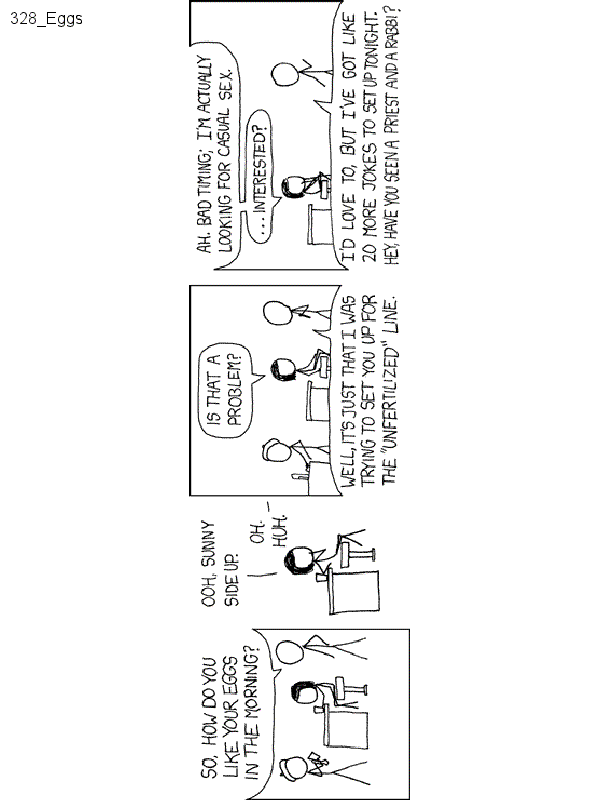 328_Eggs
SO, HOW DO YOU
LIKE YOUR EGGS
IN THE MORNING?
OOH, SUNNY
SIDE UP.
OH.
HUH.
IS THAT A
PROBLEM?
WELL, IT'S JUST THAT I WAS
TRYING TO SET YOU UP FOR
THE "UNFERTILIZED" LINE.
AH. BAD TIMING; I'M ACTUALLY
LOOKING FOR CASUAL SEX.
...INTERESTED?
I'D LOVE TO, BUT I'VE GOT LIKE
20 MORE JOKES TO SET UP TONIGHT.
HEY, HAVE YOU SEEN A PRIEST AND A RABBI?